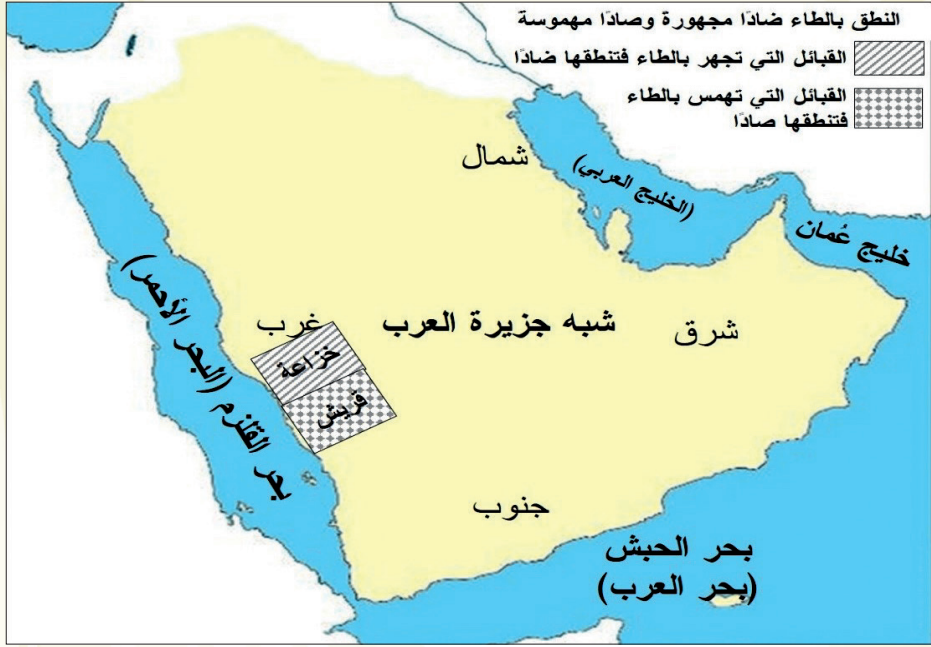 النطق بالطاء ضادًا مجهورة وصادًا مهموسة
القبائل التي تجهر بالطاء فتنطقها ضادًا
القبائل التي تهمس بالطاء
فتنطقها صادًا
شمال
(الخليج العربي)
خليج عُمان
بحر القلزم (البحر الأحمر)
غرب
شبه جزيرة العرب
شرق
خزاعة
قريش
جنوب
بحر الحبش
(بحر العرب)